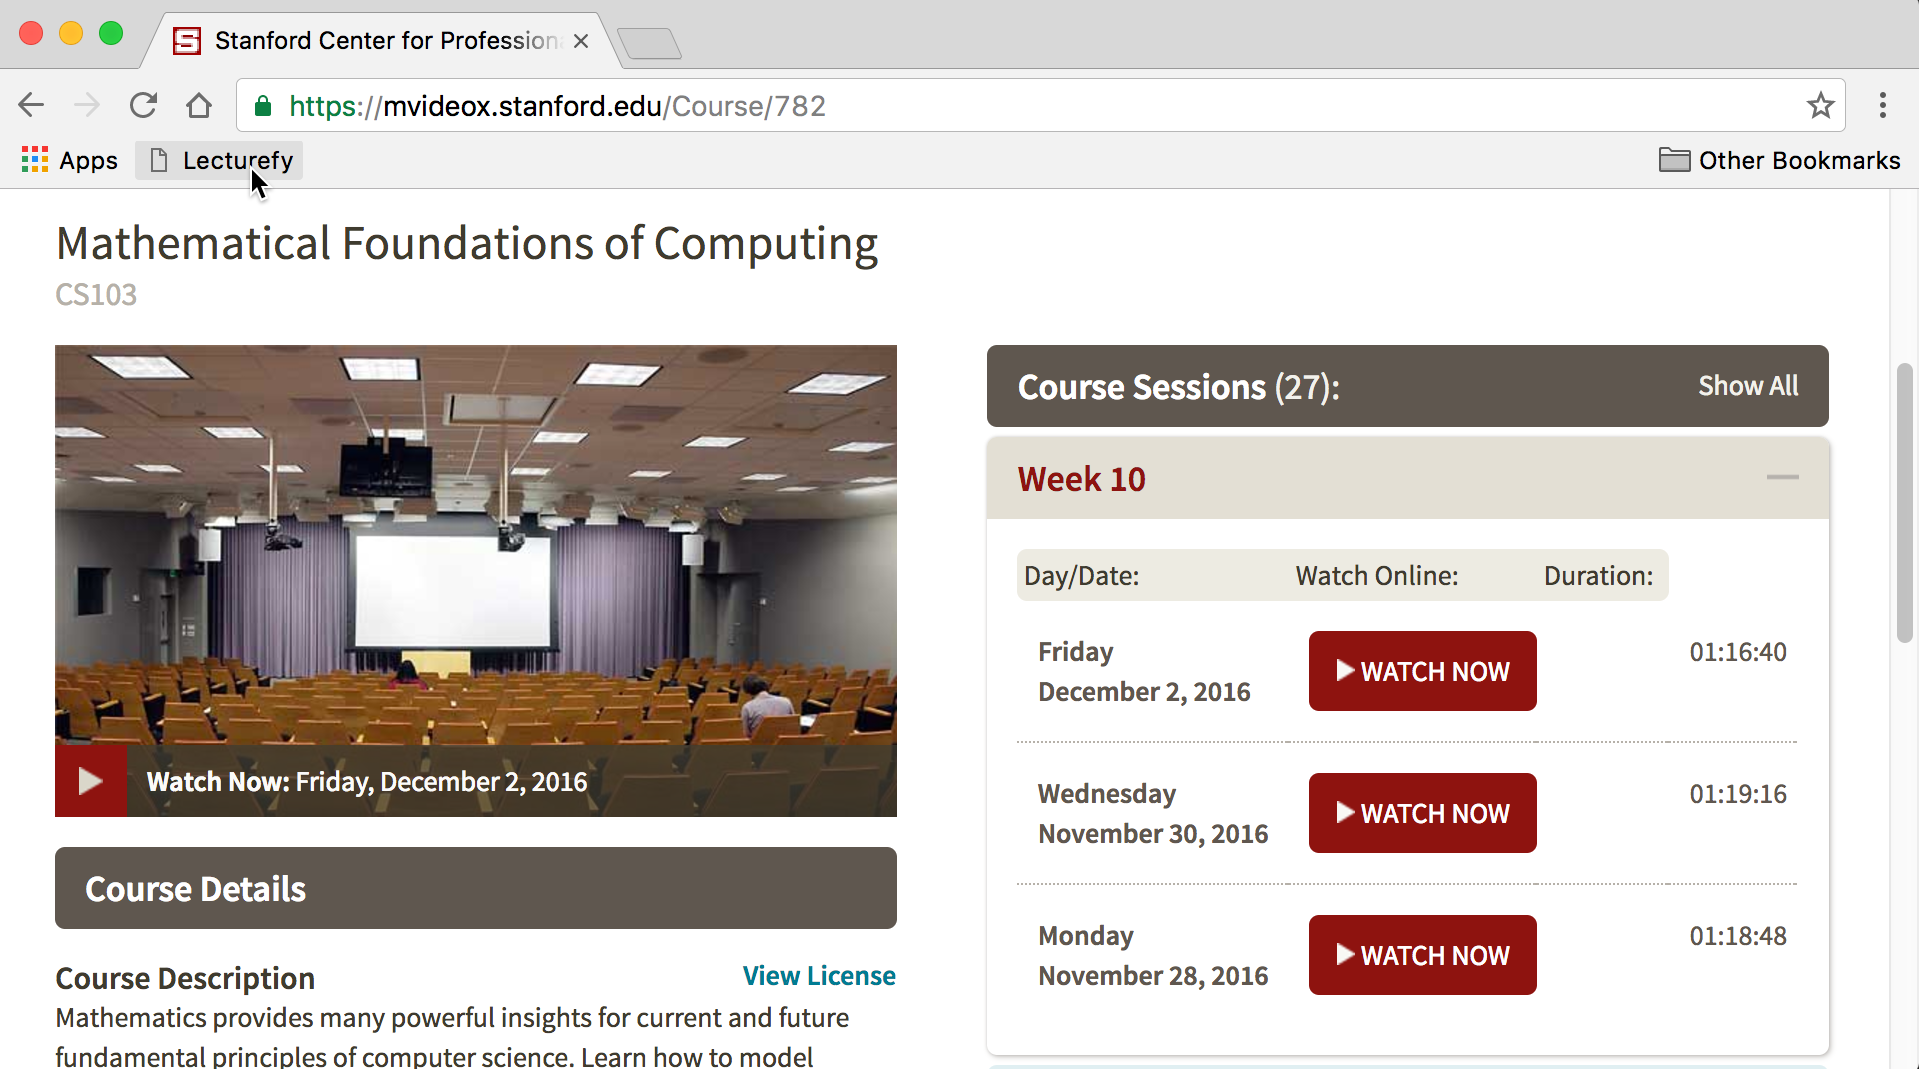 Stanford Center for Professiona
https://mvideox.stanford.edu/Course/782
Apps
Lecturefy
Other Bookmarks
Mathematical Foundations of Computing
CS103
Watch Now: Friday, December 2, 2016
Course Details
Course Description
View License
Mathematics provides many powerful insights for current and future
fundamental principles of computer science. Learn how to model
Course Sessions (27):
Show All
Week 10
Day/Date:
Watch Online:
Duration:
Friday
December 2, 2016
WATCH NOW
01:16:40
Wednesday
November 30, 2016
WATCH NOW
01:19:16
Monday
November 28, 2016
WATCH NOW
01:18:48